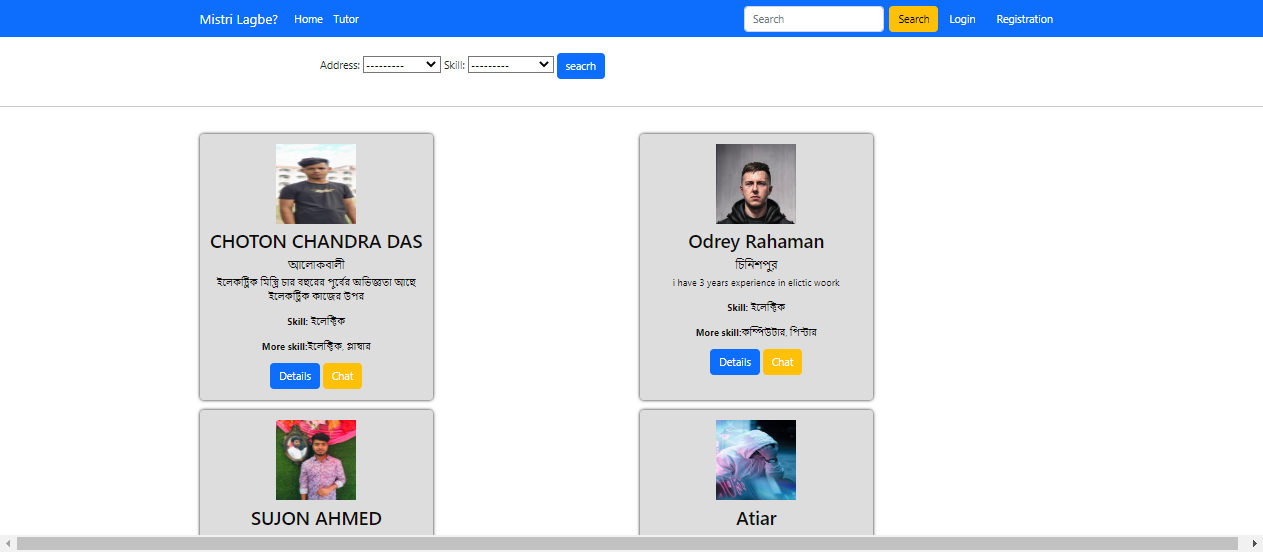 Mistri Lagbe? Home Tutor Search Search Login Registration
Address: --------- Skill: --------- seacrh
CHOTON CHANDRA DAS
আলোকবালী
ইলেকট্রিক মিস্ত্রি চার বছরের পূর্বের অভিজ্ঞতা আছে
ইলেকট্রিক কাজের উপর
Skill: ইলেক্ট্রিক
More skill:ইলেক্ট্রিক, প্লাম্বার
Details Chat
Odrey Rahaman
চিনিশপুর
i have 3 years experience in elictic woork
Skill: ইলেক্ট্রিক
More skill:কম্পিউটার, পিন্টার
Details Chat
SUJON AHMED
Atiar